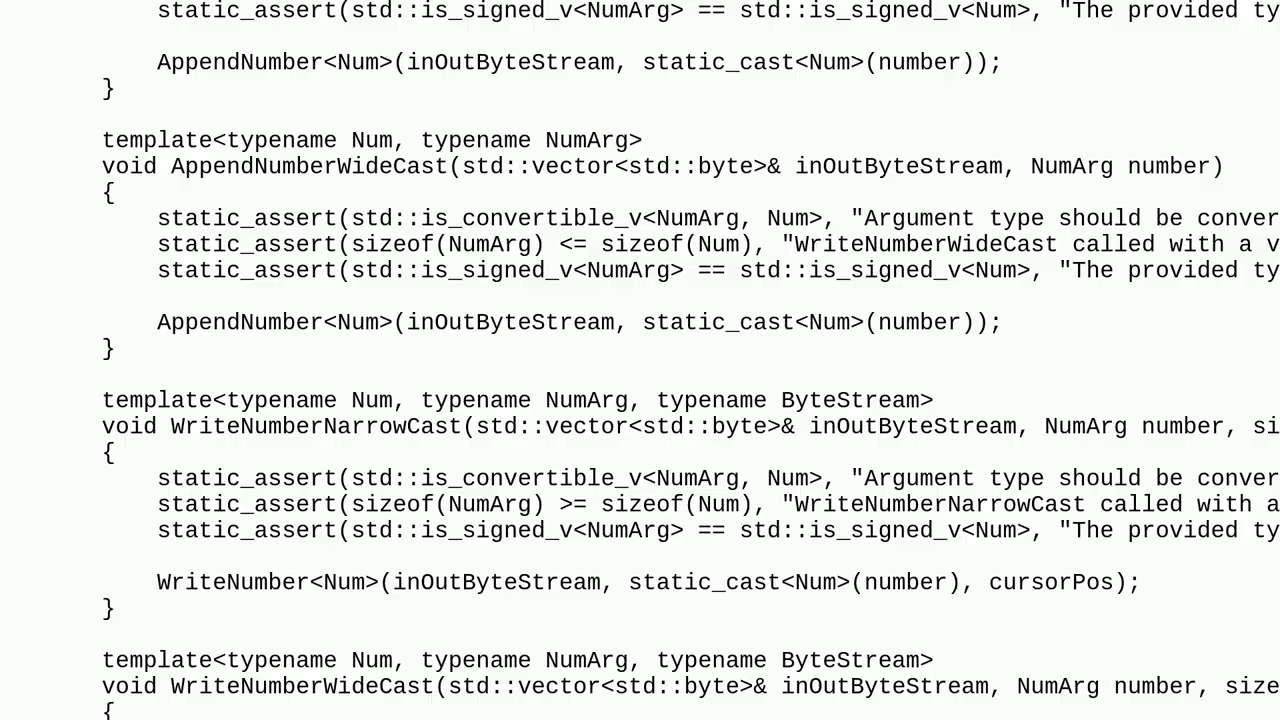 static_assert(std::is_signed_v<NumArg> == std::is_signed_v<Num>, "The provided ty
AppendNumber<Num>(inOutByteStream, static_cast<Num>(number));
}
template<typename Num, typename NumArg>
void AppendNumberWideCast(std::vector<std::byte>& inOutByteStream, NumArg number)
{
static_assert(std::is_convertible_v<NumArg, Num>, "Argument type should be conver
static_assert(sizeof(NumArg) <= sizeof(Num), "WriteNumberWideCast called with a v
static_assert(std::is_signed_v<NumArg> == std::is_signed_v<Num>, "The provided ty
AppendNumber<Num>(inOutByteStream, static_cast<Num>(number));
}
template<typename Num, typename NumArg, typename ByteStream>
void WriteNumberNarrowCast(std::vector<std::byte>& inOutByteStream, NumArg number, si
{
static_assert(std::is_convertible_v<NumArg, Num>, "Argument type should be conver
static_assert(sizeof(NumArg) >= sizeof(Num), "WriteNumberNarrowCast called with a
static_assert(std::is_signed_v<NumArg> == std::is_signed_v<Num>, "The provided ty
WriteNumber<Num>(inOutByteStream, static_cast<Num>(number), cursorPos);
}
template<typename Num, typename NumArg, typename ByteStream>
void WriteNumberWideCast(std::vector<std::byte>& inOutByteStream, NumArg number, size
{